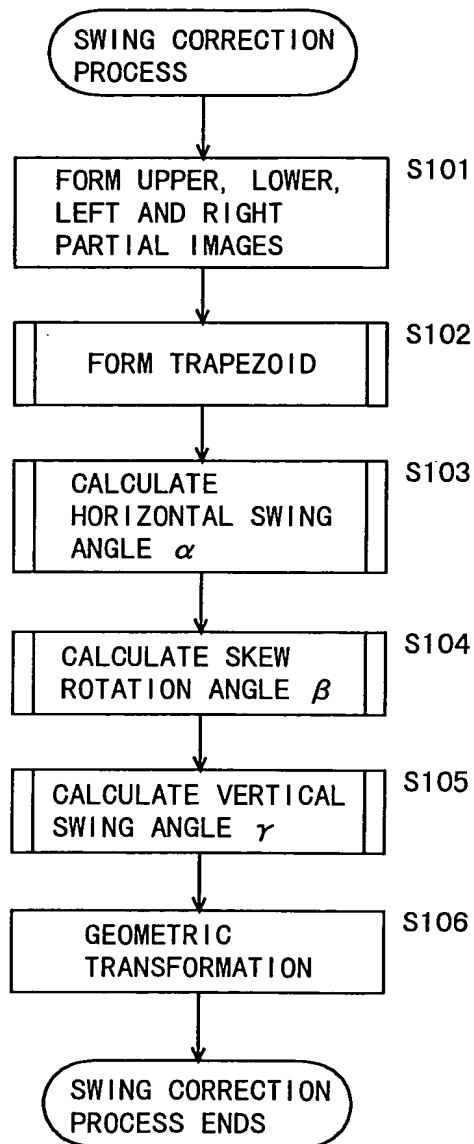 SWING CORRECTION
PROCESS
S101
FORM UPPER, LOWER,
LEFT AND RIGHT
PARTIAL IMAGES
S102
FORM TRAPEZOID
S103
CALCULATE
HORIZONTAL SWING
ANGLE α
S104
CALCULATE SKEW
ROTATION ANGLE β
S105
CALCULATE VERTICAL
SWING ANGLE γ
S106
GEOMETRIC
TRANSFORMATION
SWING CORRECTION
PROCESS ENDS